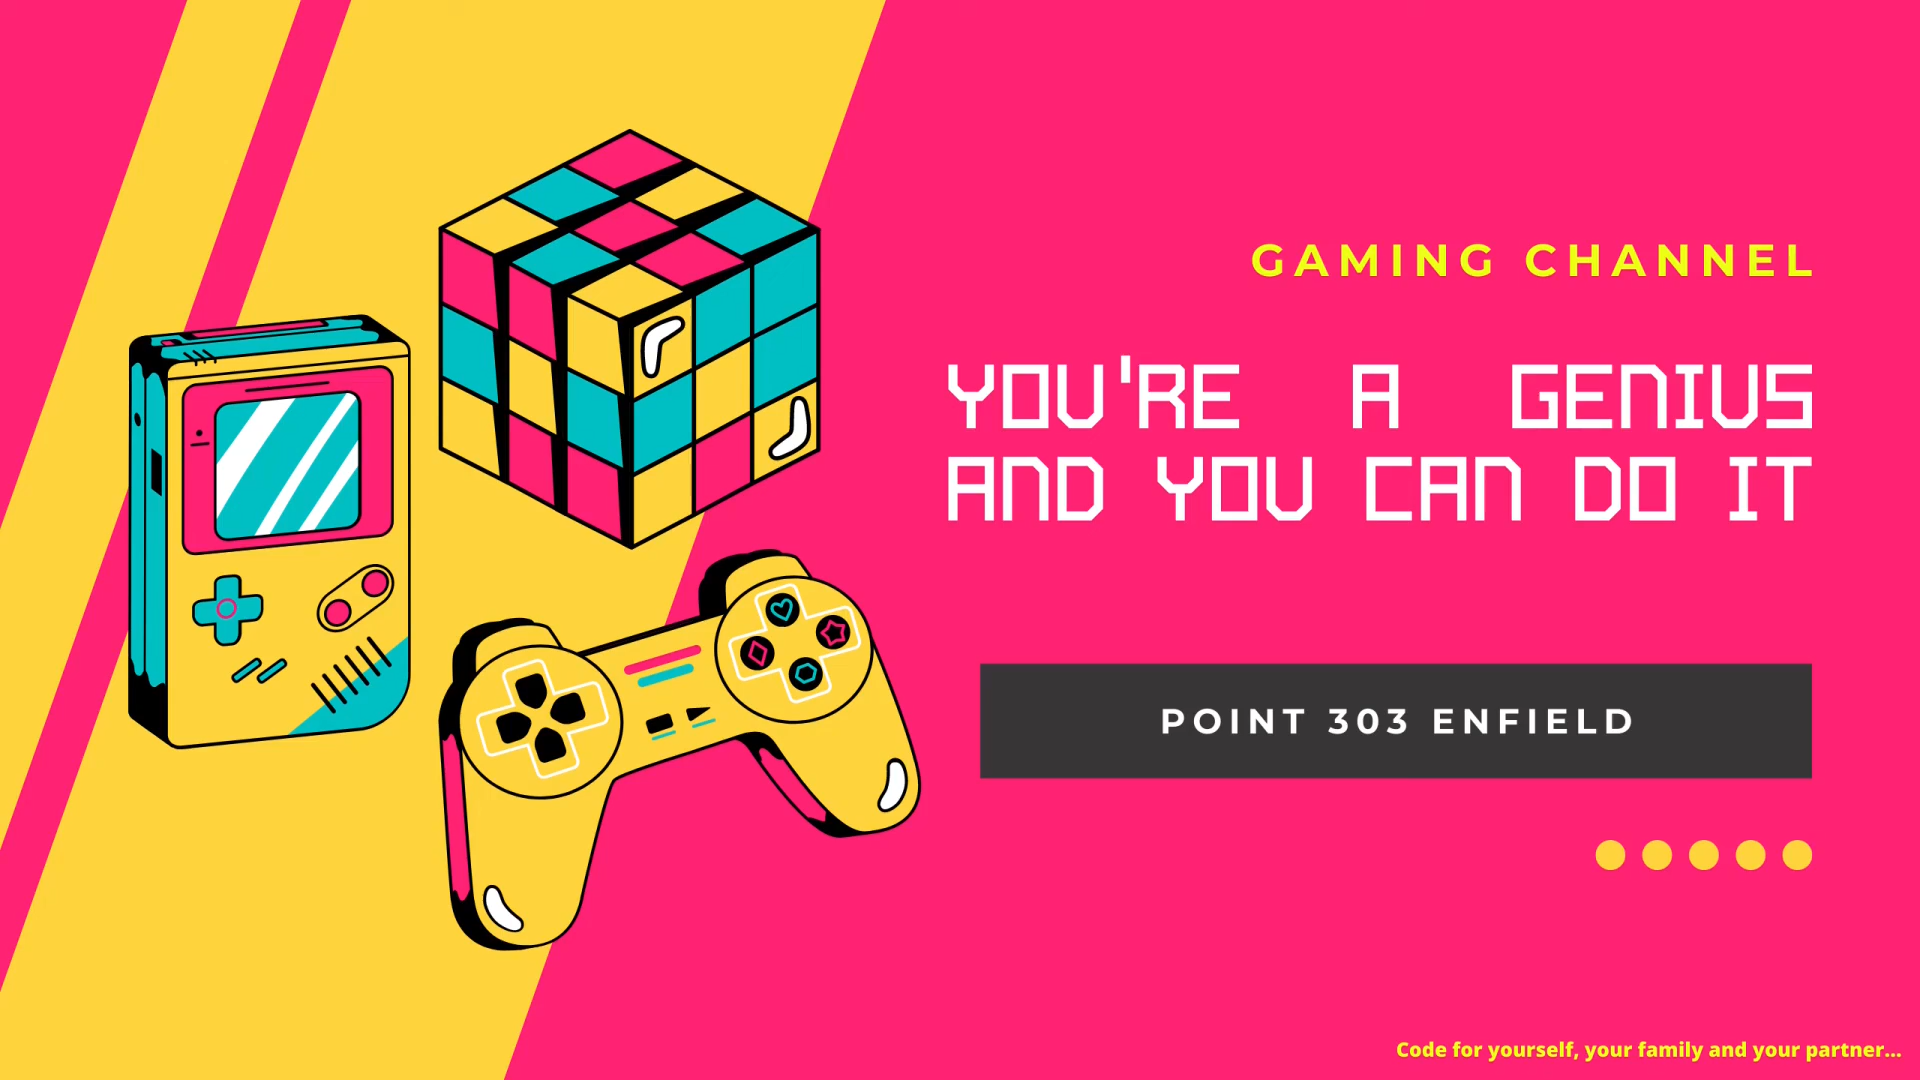 GAMING CHANNEL
YOU'RE A GENIUS
AND YOU CAN DO IT
POINT 303 ENFIELD
Code for yourself, your family and your partner...